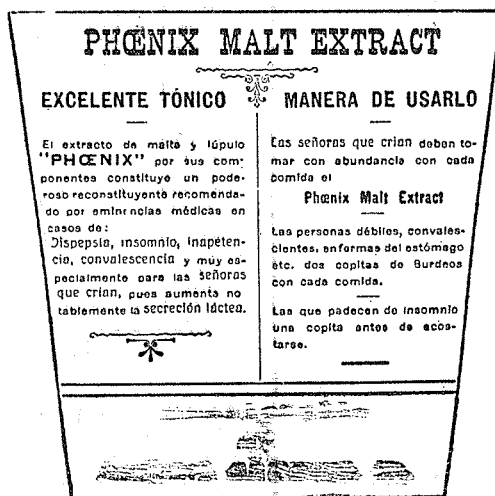 PHŒNIX MALT EXTRACT
EXCELENTE TÓNICO
El extracto de malta y lúpulo
"PHŒNIX" por sus com-
ponentes constituye un pode-
roso reconstituyente recomenda-
do por eminencias médicas en
casos de:
Dispepsia, insomnio, inapeten-
cia, convalescencia y muy es-
pecialmente para las señoras
que crían, pues aumenta no
tablemente la secreción láctea.
MANERA DE USARLO
Las señoras que crian deben to-
mar con abundancia con cada
comida el
Phœnix Malt Extract
Las personas débiles, convales-
cientes, enfermas del estómago
etc. dos copitas de Burdeos
con cada comida.
Las que padecen de insomnio
una copita antes de acos-
tarse.